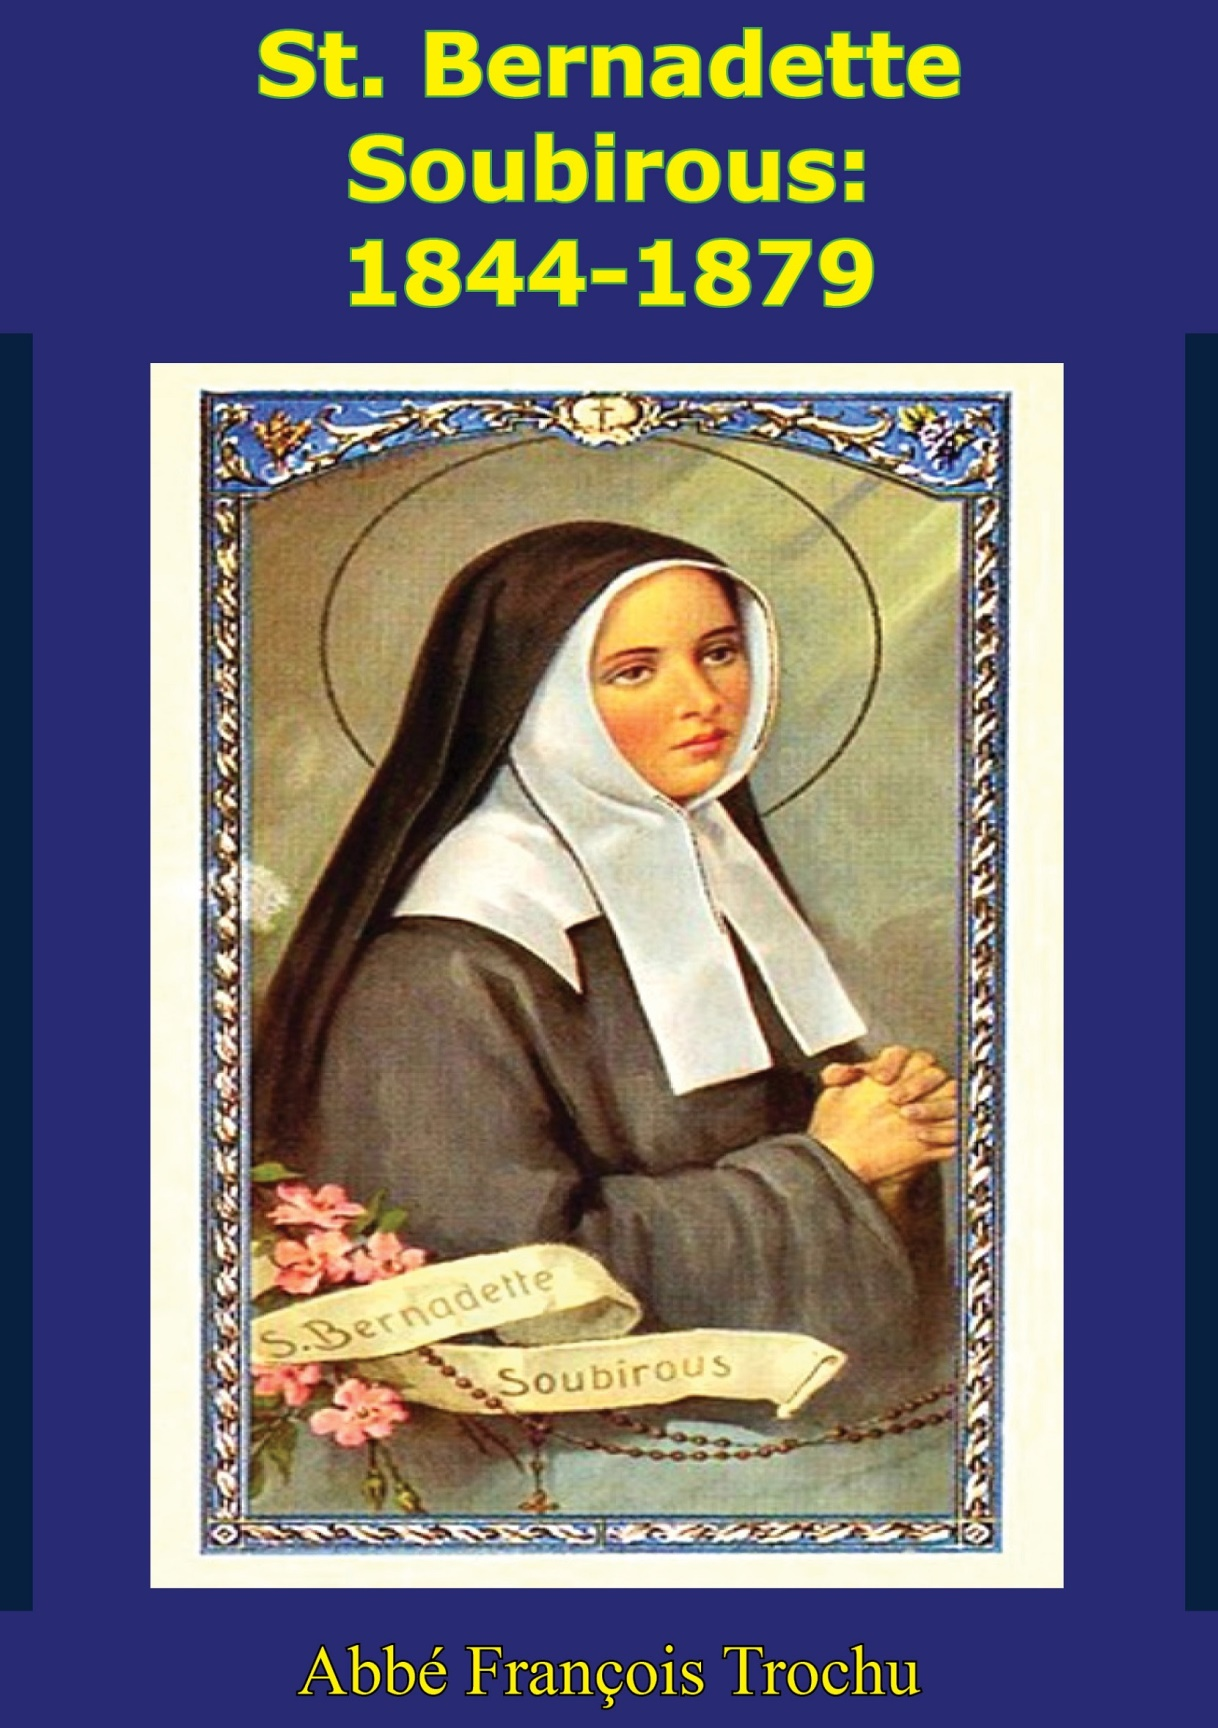 St. Bernadette
Soubirous:
1844-1879
S. Bernadette
Soubirous
Abbé François Trochu